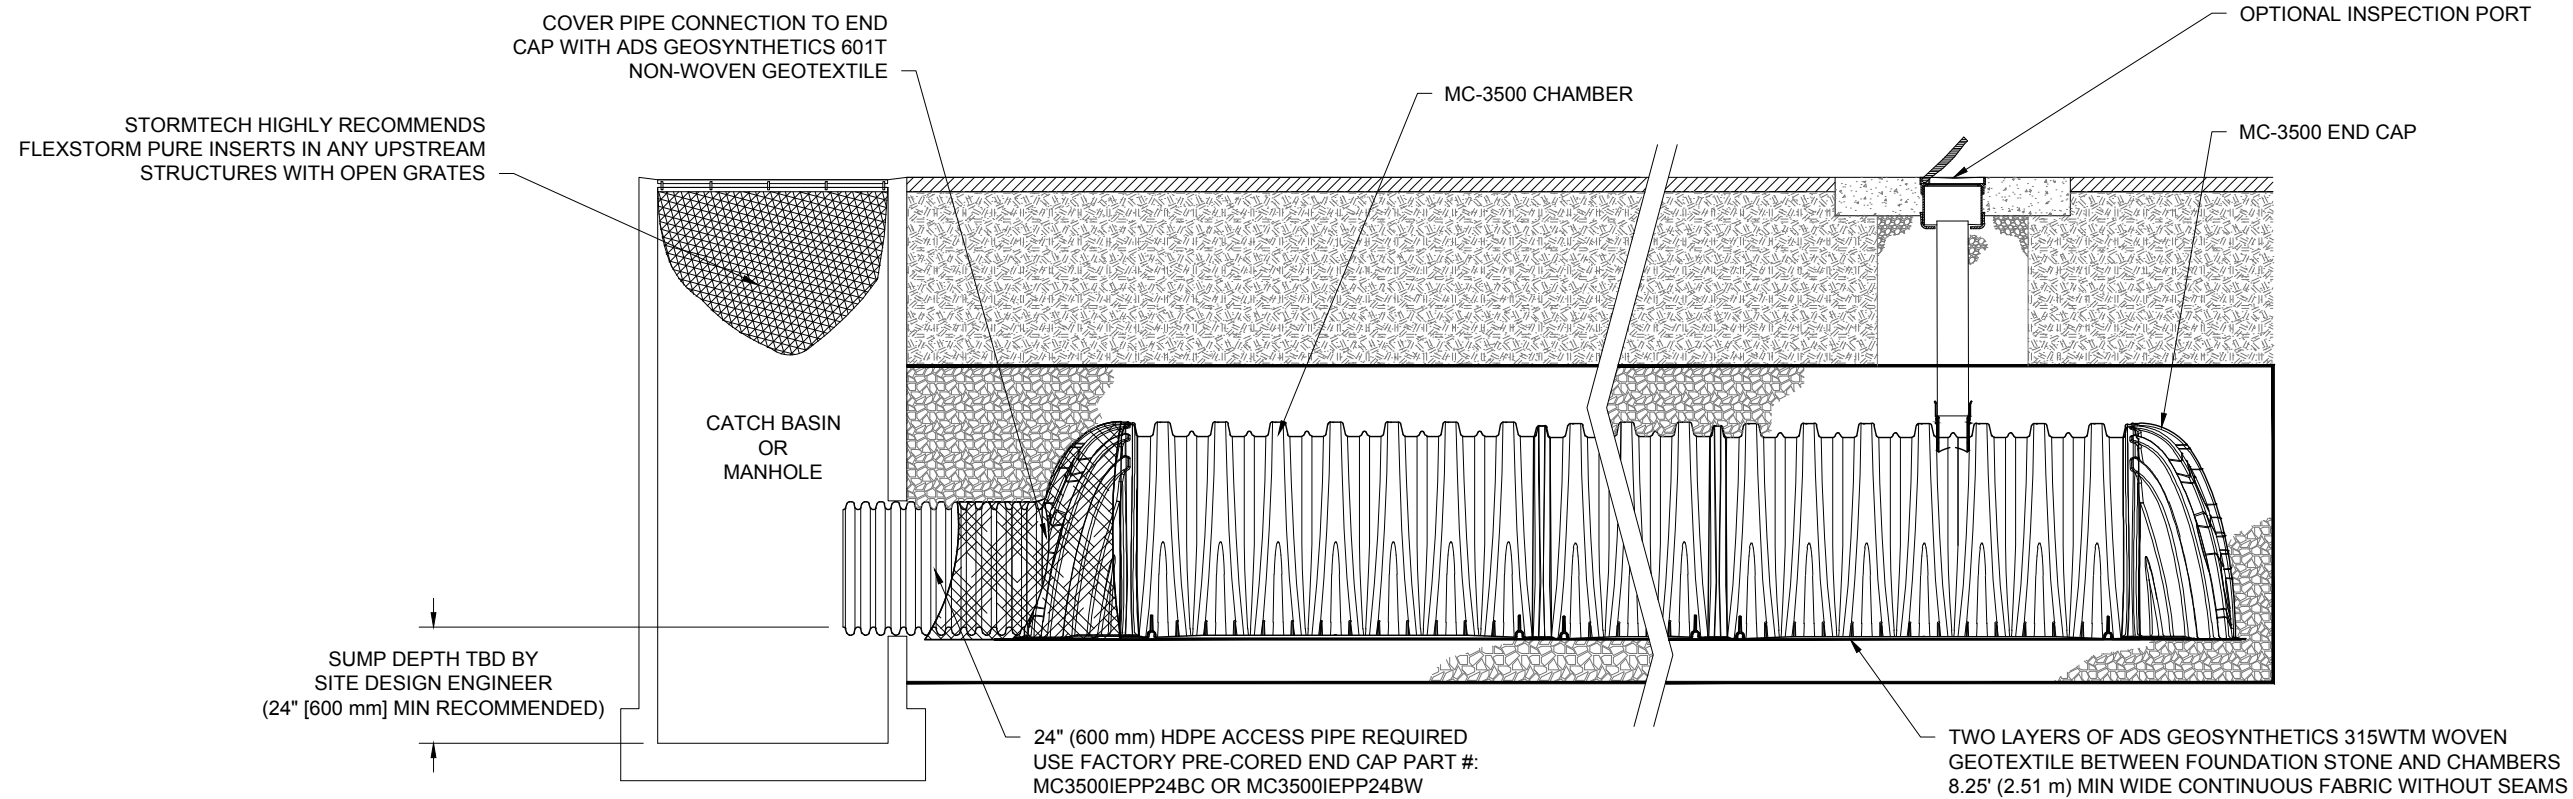 COVER PIPE CONNECTION TO END
CAP WITH ADS GEOSYNTHETICS 601T
NON-WOVEN GEOTEXTILE
OPTIONAL INSPECTION PORT
MC-3500 CHAMBER
STORMTECH HIGHLY RECOMMENDS
FLEXSTORM PURE INSERTS IN ANY UPSTREAM
STRUCTURES WITH OPEN GRATES
MC-3500 END CAP
CATCH BASIN
OR
MANHOLE
SUMP DEPTH TBD BY
SITE DESIGN ENGINEER
(24" [600 mm] MIN RECOMMENDED)
24" (600 mm) HDPE ACCESS PIPE REQUIRED
USE FACTORY PRE-CORED END CAP PART #:
MC3500IEPP24BC OR MC3500IEPP24BW
TWO LAYERS OF ADS GEOSYNTHETICS 315WTM WOVEN
GEOTEXTILE BETWEEN FOUNDATION STONE AND CHAMBERS
8.25' (2.51 m) MIN WIDE CONTINUOUS FABRIC WITHOUT SEAMS